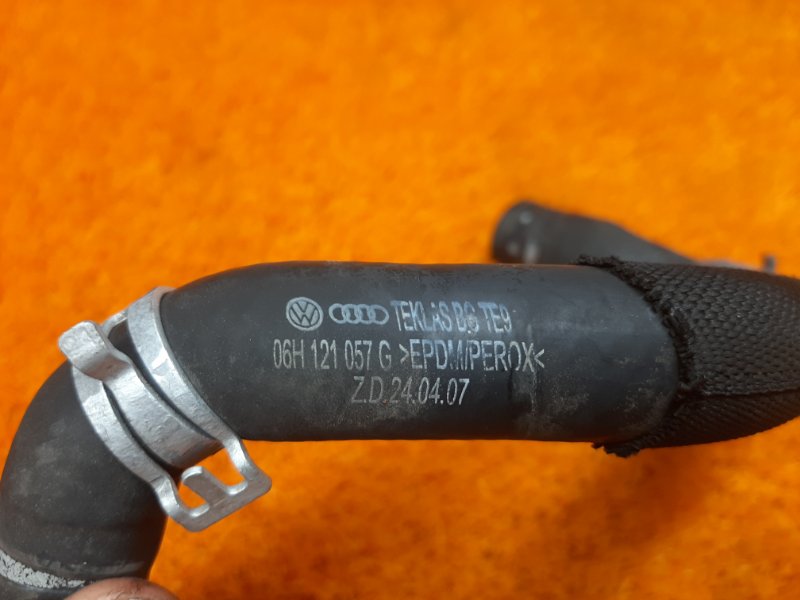 TEKLAS BG TE9
06H 121 057 G >EPDM/PEROX<
Z.D. 24.04.07